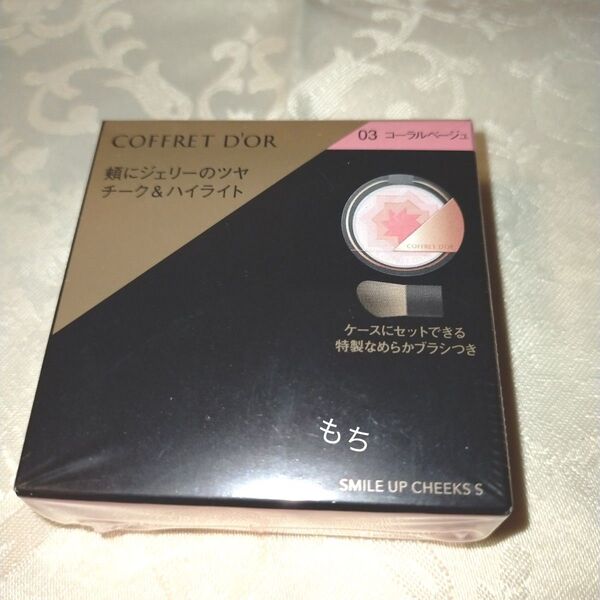 COFFRET D'OR
03 コーラルベージュ
頬にジェリーのツヤ
チーク&ハイライト
COFFRET D'OR
ケースにセットできる
特製なめらかブラシつき
もち
SMILE UP CHEEKS S